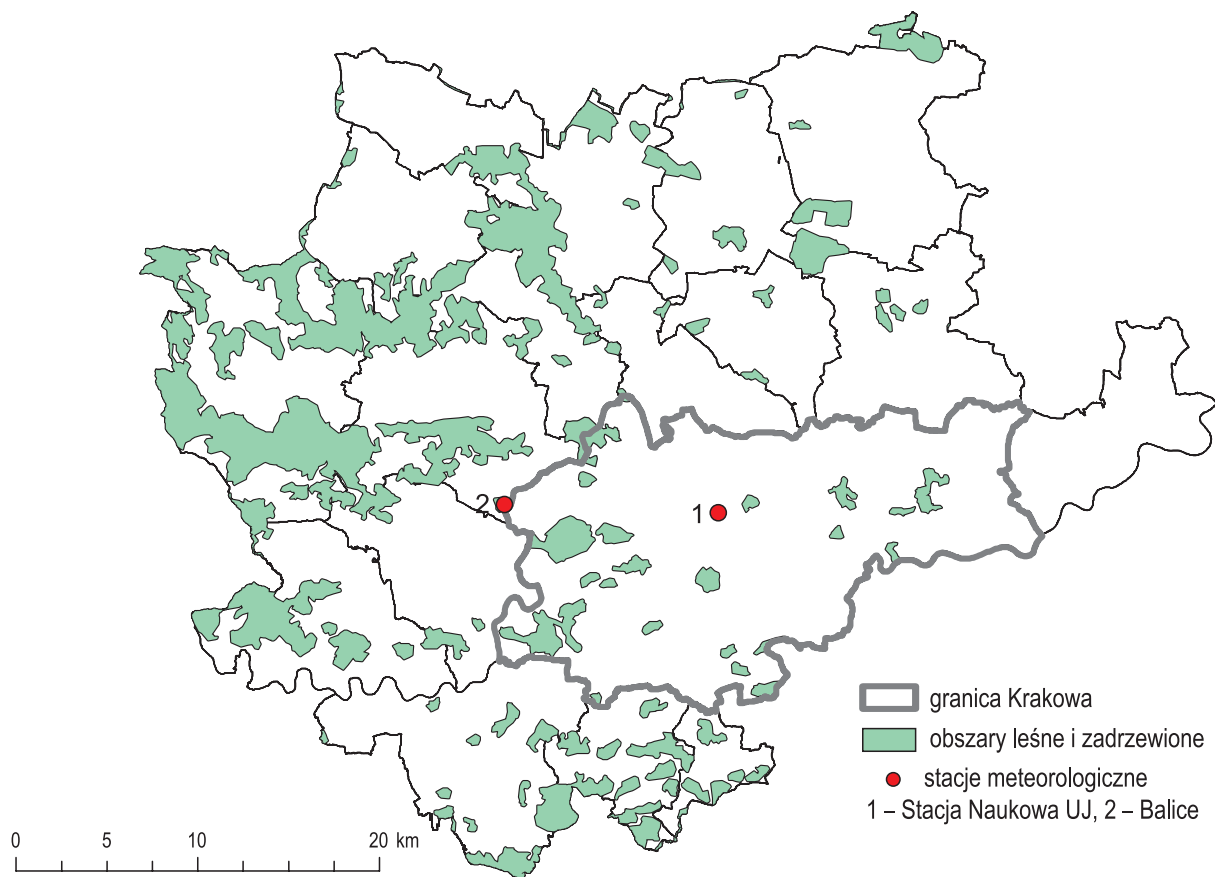 2
1
granica Krakowa
obszary leśne i zadrzewione
stacje meteorologiczne
1 – Stacja Naukowa UJ, 2 – Balice
0 5 10 20 km